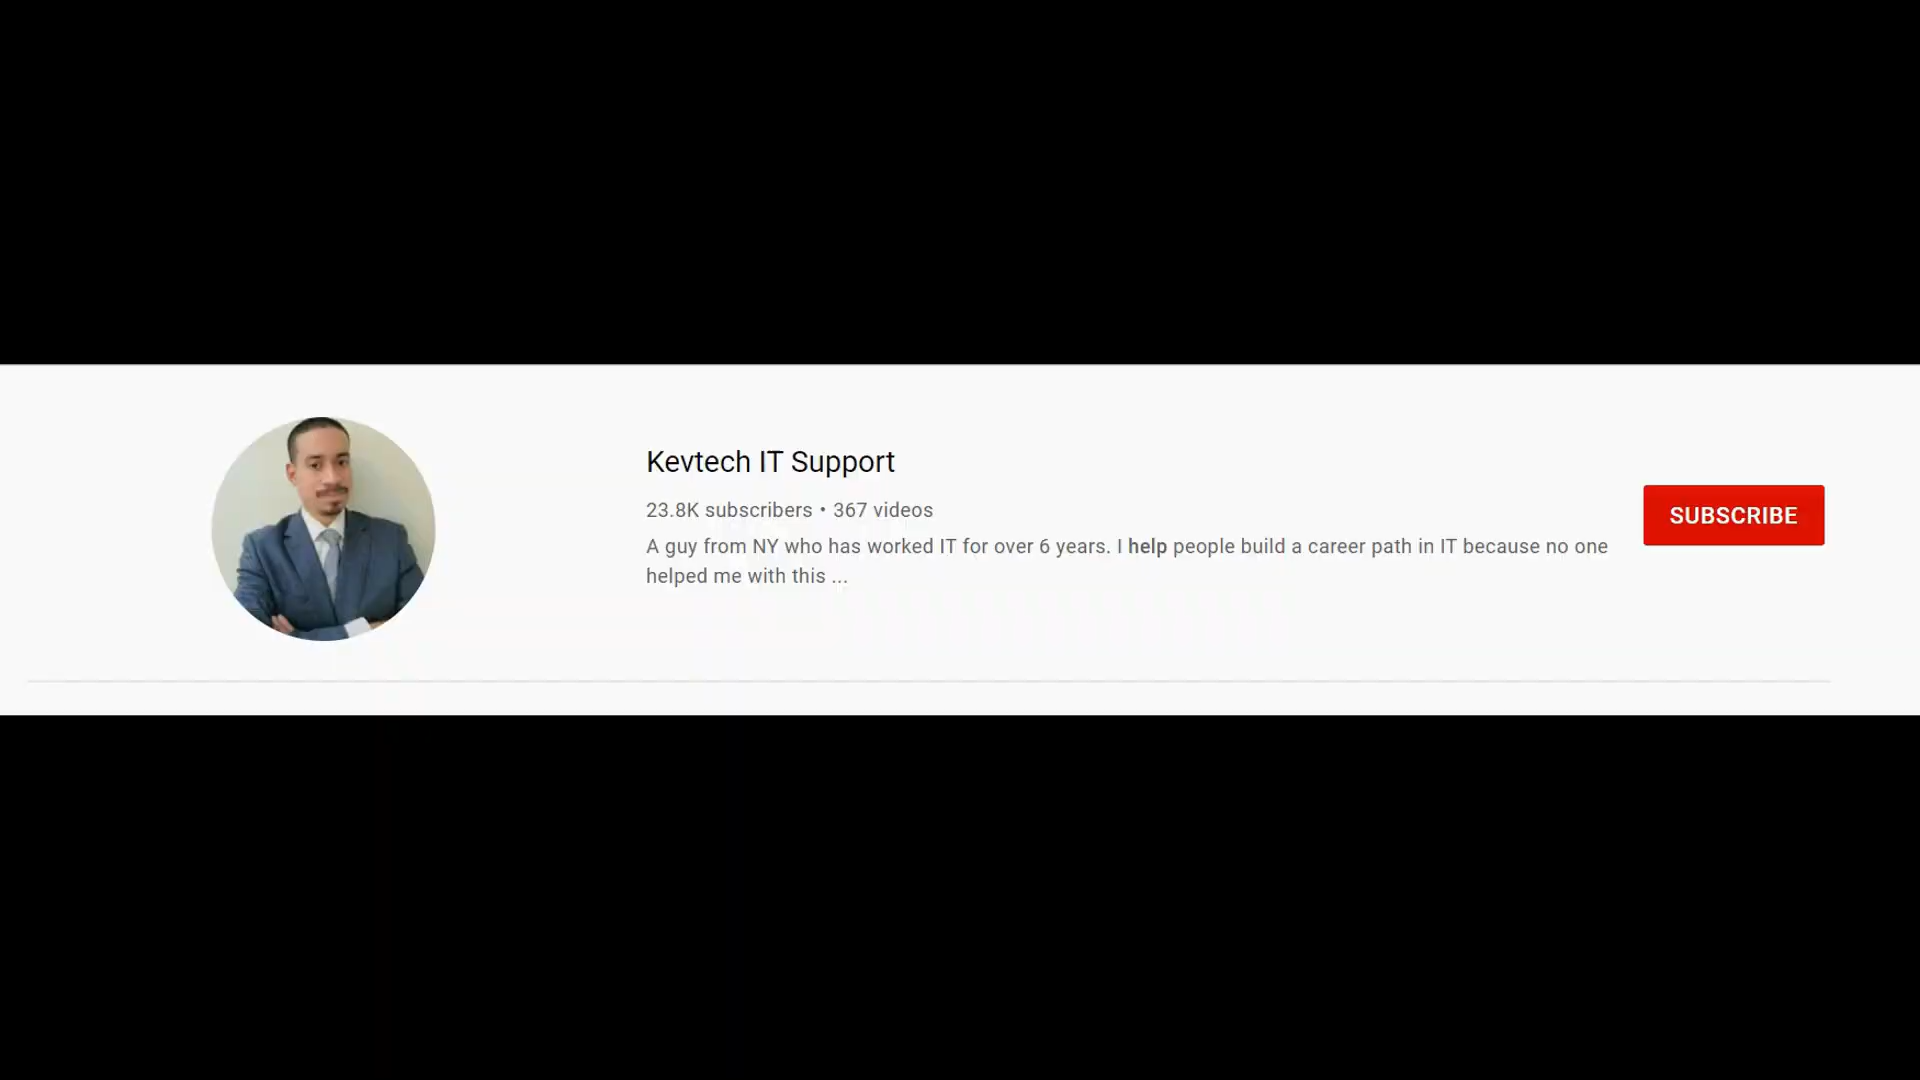 Kevtech IT Support
23.8K subscribers • 367 videos
A guy from NY who has worked IT for over 6 years. I help people build a career path in IT because no one
helped me with this ...
SUBSCRIBE